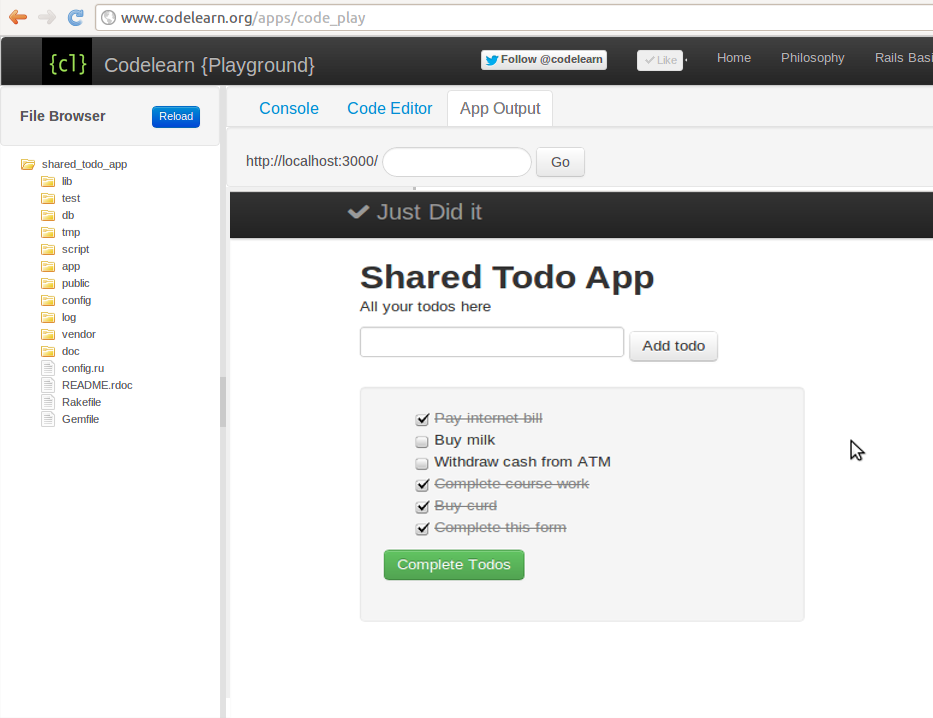 www.codelearn.org/apps/code_play
{cl} Codelearn {Playground} Follow @codelearn Like Home Philosophy Rails Basi
File Browser Reload Console Code Editor App Output
http://localhost:3000/ Go
shared_todo_app
lib
test
db
tmp
script
app
public
config
log
vendor
doc
config.ru
README.rdoc
Rakefile
Gemfile
Just Did it
Shared Todo App
All your todos here
Add todo
Pay internet bill
Buy milk
Withdraw cash from ATM
Complete course work
Buy curd
Complete this form
Complete Todos